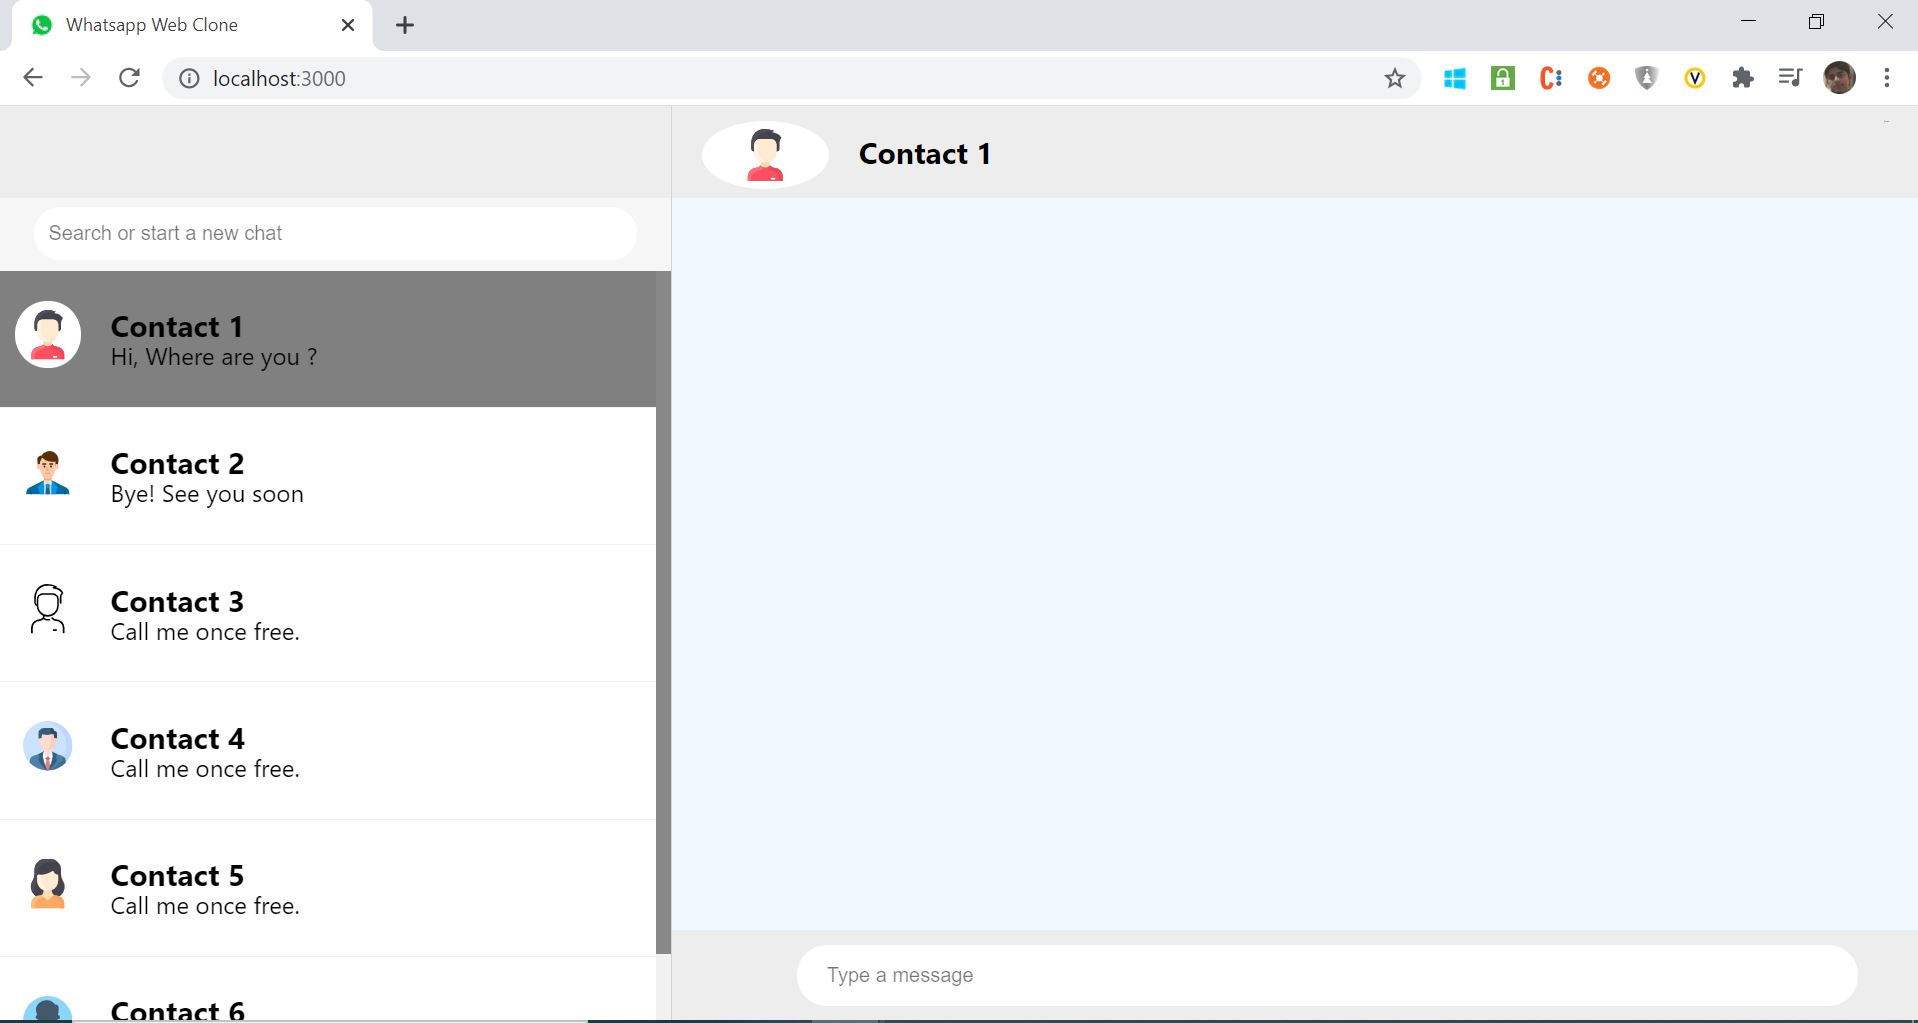 Whatsapp Web Clone
localhost:3000
Contact 1
Search or start a new chat
Contact 1
Hi, Where are you ?
Contact 2
Bye! See you soon
Contact 3
Call me once free.
Contact 4
Call me once free.
Contact 5
Call me once free.
Contact 6
Type a message